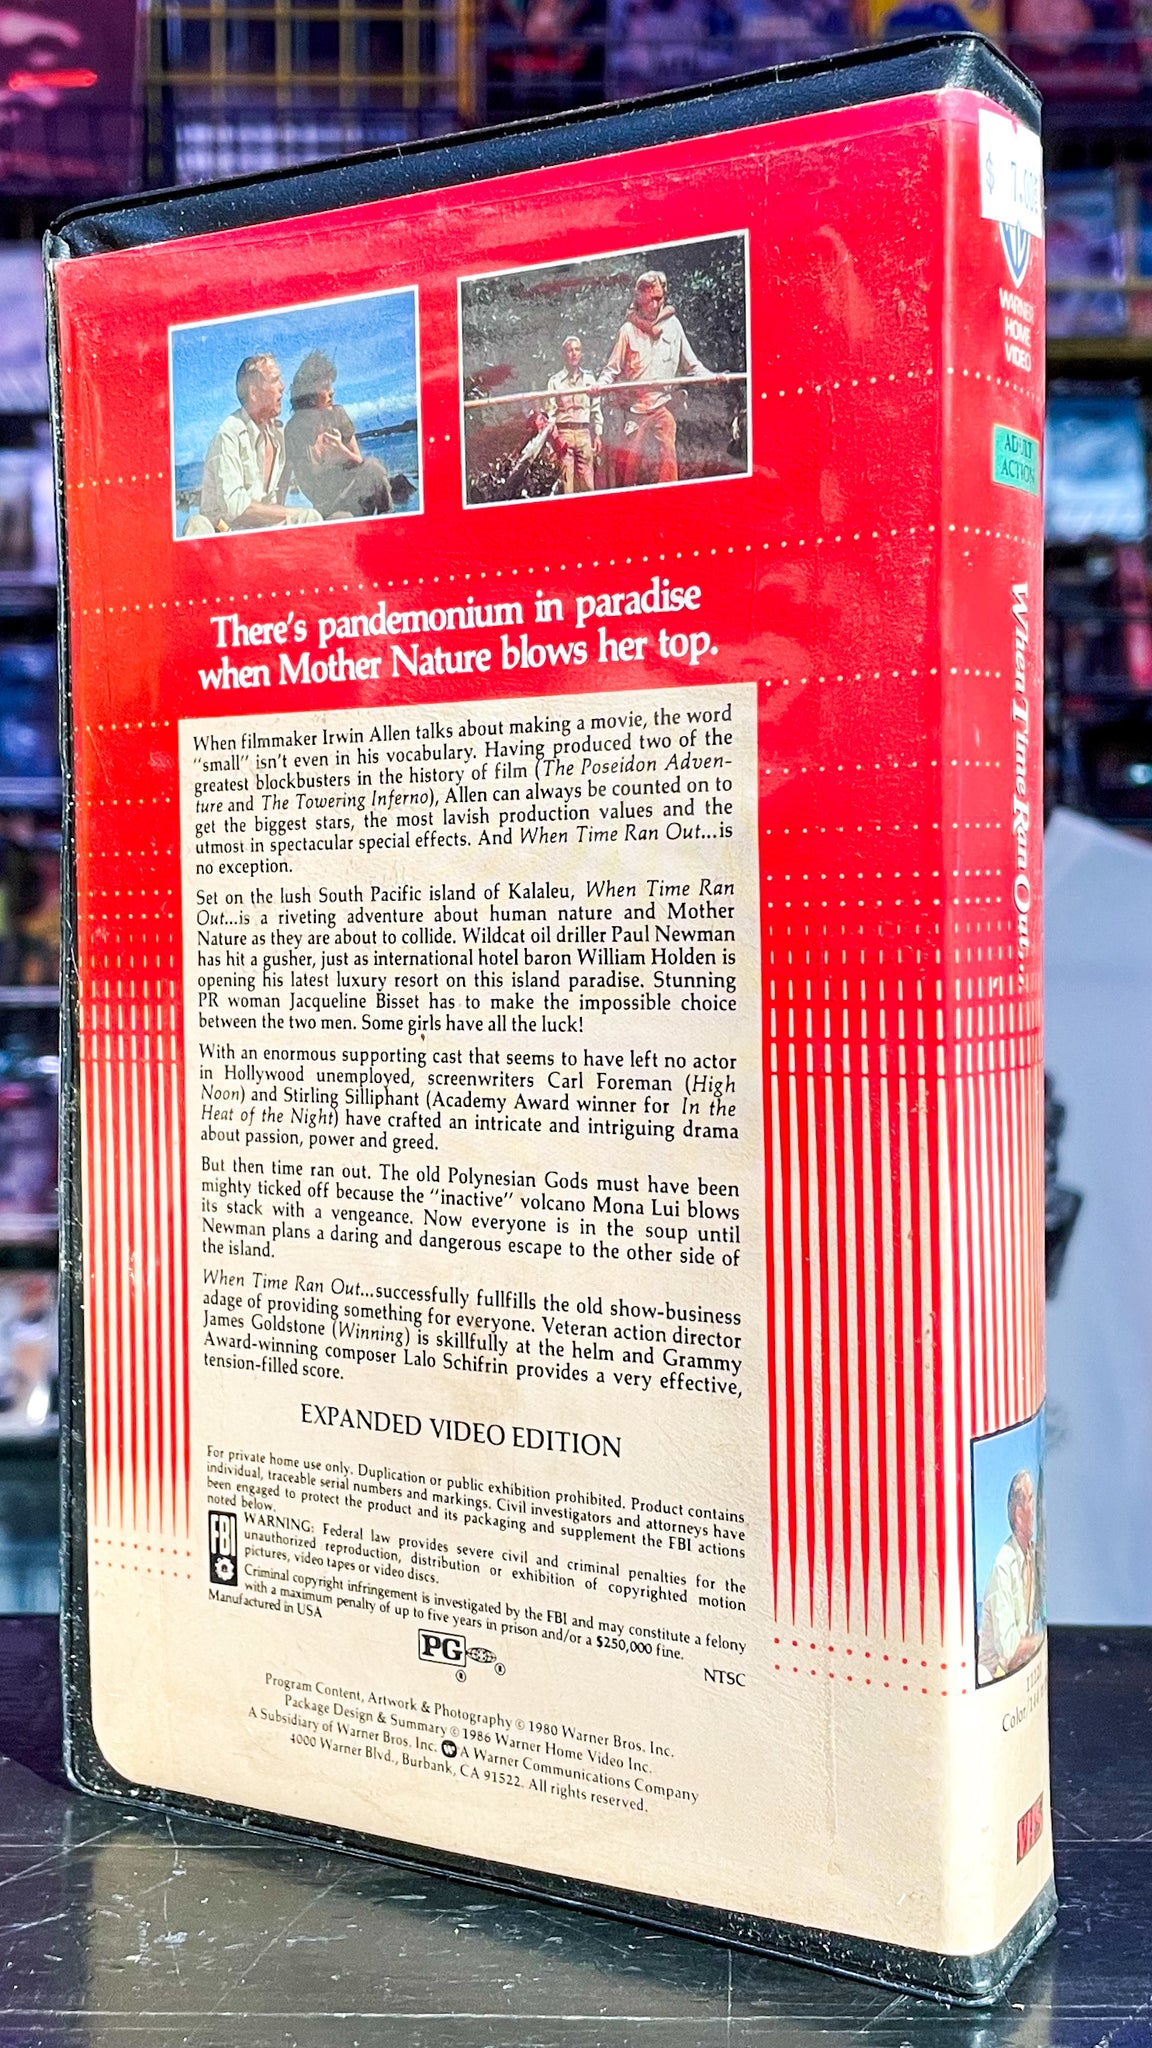 There's pandemonium in paradise
when Mother Nature blows her top.
When filmmaker Irwin Allen talks about making a movie, the word
"small" isn't even in his vocabulary. Having produced two of the
greatest blockbusters in the history of film (The Poseidon Adven-
ture and The Towering Inferno), Allen can always be counted on to
get the biggest stars, the most lavish production values and the
utmost in spectacular special effects. And When Time Ran Out...is
no exception.
Set on the lush South Pacific island of Kalaleu, When Time Ran
Out...is a riveting adventure about human nature and Mother
Nature as they are about to collide. Wildcat oil driller Paul Newman
has hit a gusher, just as international hotel baron William Holden is
opening his latest luxury resort on this island paradise. Stunning
PR woman Jacqueline Bisset has to make the impossible choice
between the two men. Some girls have all the luck!
With an enormous supporting cast that seems to have left no actor
in Hollywood unemployed, screenwriters Carl Foreman (High
Noon) and Stirling Silliphant (Academy Award winner for In the
Heat of the Night) have crafted an intricate and intriguing drama
about passion, power and greed.
But then time ran out. The old Polynesian Gods must have been
mighty ticked off because the "inactive" volcano Mona Lui blows
its stack with a vengeance. Now everyone is in the soup until
Newman plans a daring and dangerous escape to the other side of
the island.
When Time Ran Out...successfully fullfills the old show-business
adage of providing something for everyone. Veteran action director
James Goldstone (Winning) is skillfully at the helm and Grammy
Award-winning composer Lalo Schifrin provides a very effective,
tension-filled score.
EXPANDED VIDEO EDITION
For private home use only. Duplication or public exhibition prohibited. Product contains
individual, traceable serial numbers and markings. Civil investigators and attorneys have
been engaged to protect the product and its packaging and supplement the FBI actions
noted below.
FBI
WARNING: Federal law provides severe civil and criminal penalties for the
unauthorized reproduction, distribution or exhibition of copyrighted motion
pictures, video tapes or video discs.
Criminal copyright infringement is investigated by the FBI and may constitute a felony
with a maximum penalty of up to five years in prison and/or a $250,000 fine.
Manufactured in USA
PG
NTSC
Program Content, Artwork & Photography © 1980 Warner Bros. Inc.
Package Design & Summary © 1986 Warner Home Video Inc.
A Subsidiary of Warner Bros. Inc. A Warner Communications Company
4000 Warner Blvd., Burbank, CA 91522. All rights reserved.
$ 7.00
WARNER
HOME
VIDEO
ADULT
ACTION
When Time Ran Out...
Color
VHS